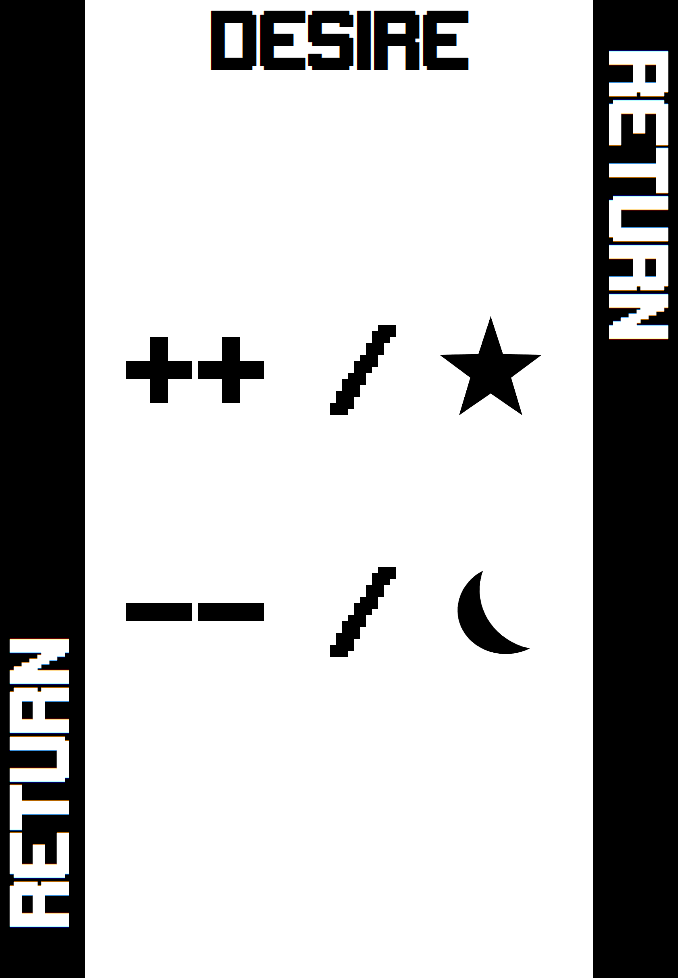 DESIRE
RETURN
++ / ★
-- / ☾
RETURN